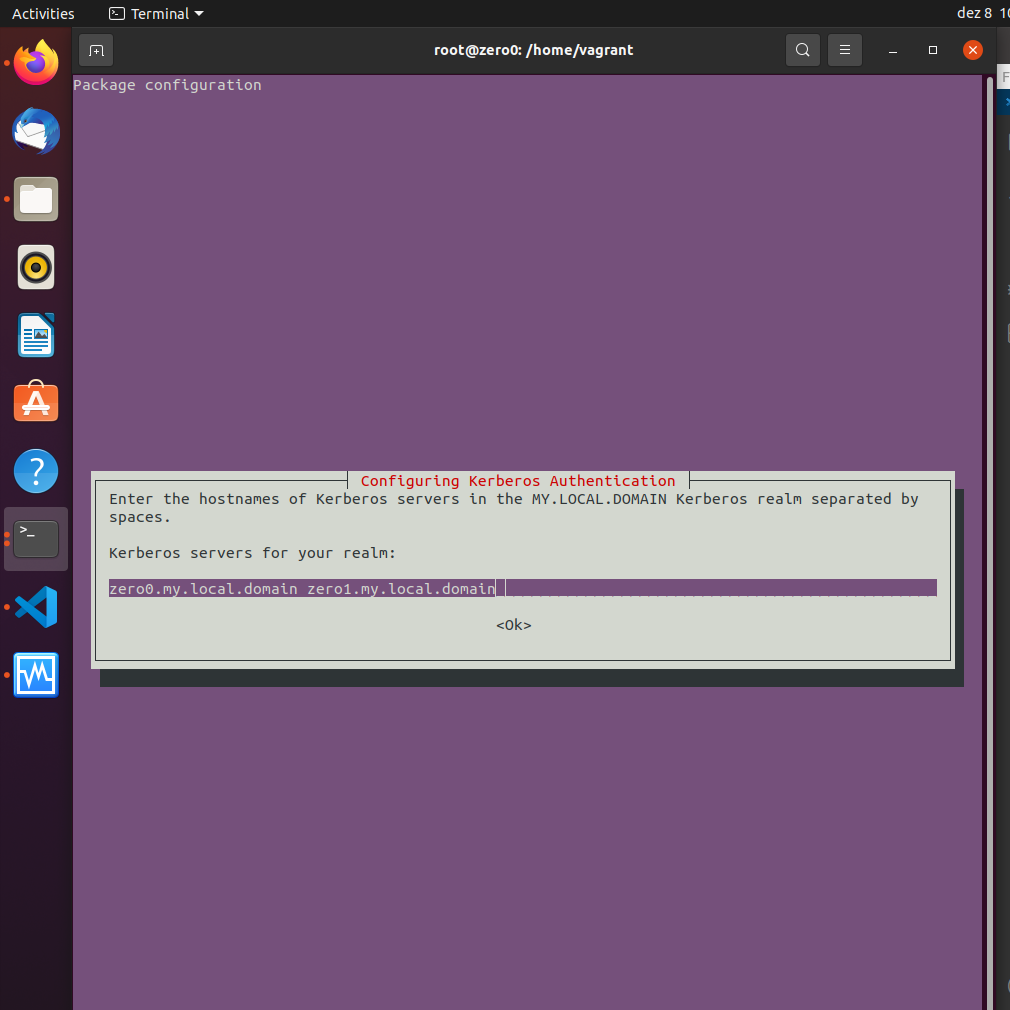 Activities
Terminal
dez 8 10
root@zero0: /home/vagrant
F
Package configuration
Configuring Kerberos Authentication
Enter the hostnames of Kerberos servers in the MY.LOCAL.DOMAIN Kerberos realm separated by
spaces.
Kerberos servers for your realm:
zero0.my.local.domain zero1.my.local.domain
<Ok>